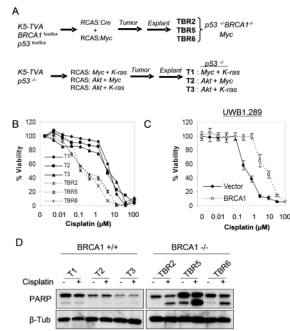 A
K5-TVA
BRCA1 flox/flox
p53 flox/flox
RCAS:Cre
+
RCAS:Myc
Tumor
Explant
TBR2
TBR5
TBR6
p53 -/- BRCA1 -/-
Myc
K5-TVA
p53 -/-
RCAS: Myc + K-ras
RCAS: Akt + Myc
RCAS: Akt + K-ras
Tumor
Explant
p53 -/-
T1 : Myc + K-ras
T2 : Akt + Myc
T3 : Akt + K-ras
B
% Viability
120
100
80
60
40
20
0
T1
T2
T3
TBR2
TBR5
TBR6
0 0.01 0.1 1 10 100
Cisplatin (µM)
C
UWB1.289
% Viability
120
100
80
60
40
20
0
Vector
BRCA1
0 0.01 0.1 1 10 100
Cisplatin (µM)
D
BRCA1 +/+
BRCA1 -/-
T1 T2 T3 TBR2 TBR5 TBR6
Cisplatin - + - + - + - + - + - +
PARP
β-Tub